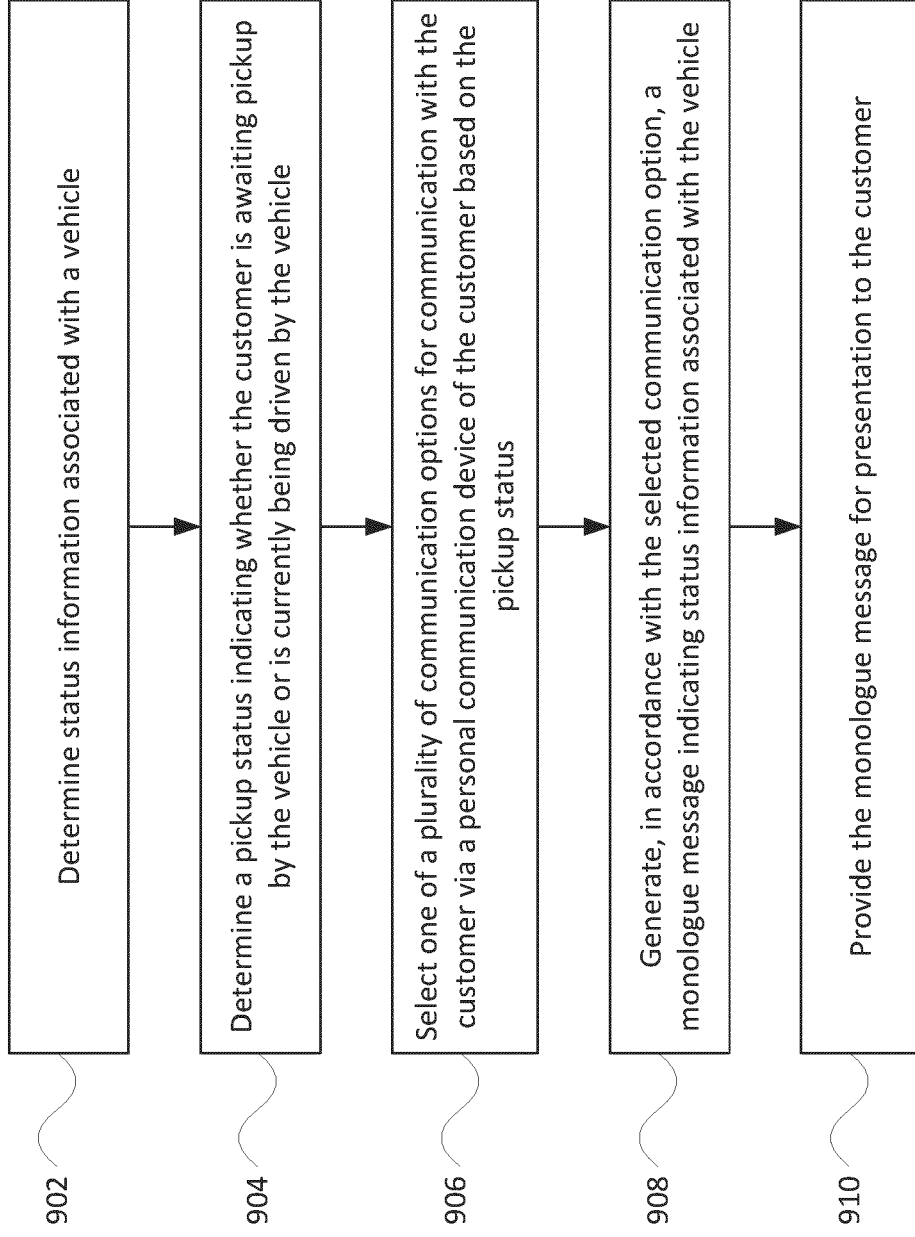 902
Determine status information associated with a vehicle
904
Determine a pickup status indicating whether the customer is awaiting pickup
by the vehicle or is currently being driven by the vehicle
906
Select one of a plurality of communication options for communication with the
customer via a personal communication device of the customer based on the
pickup status
908
Generate, in accordance with the selected communication option, a
monologue message indicating status information associated with the vehicle
910
Provide the monologue message for presentation to the customer